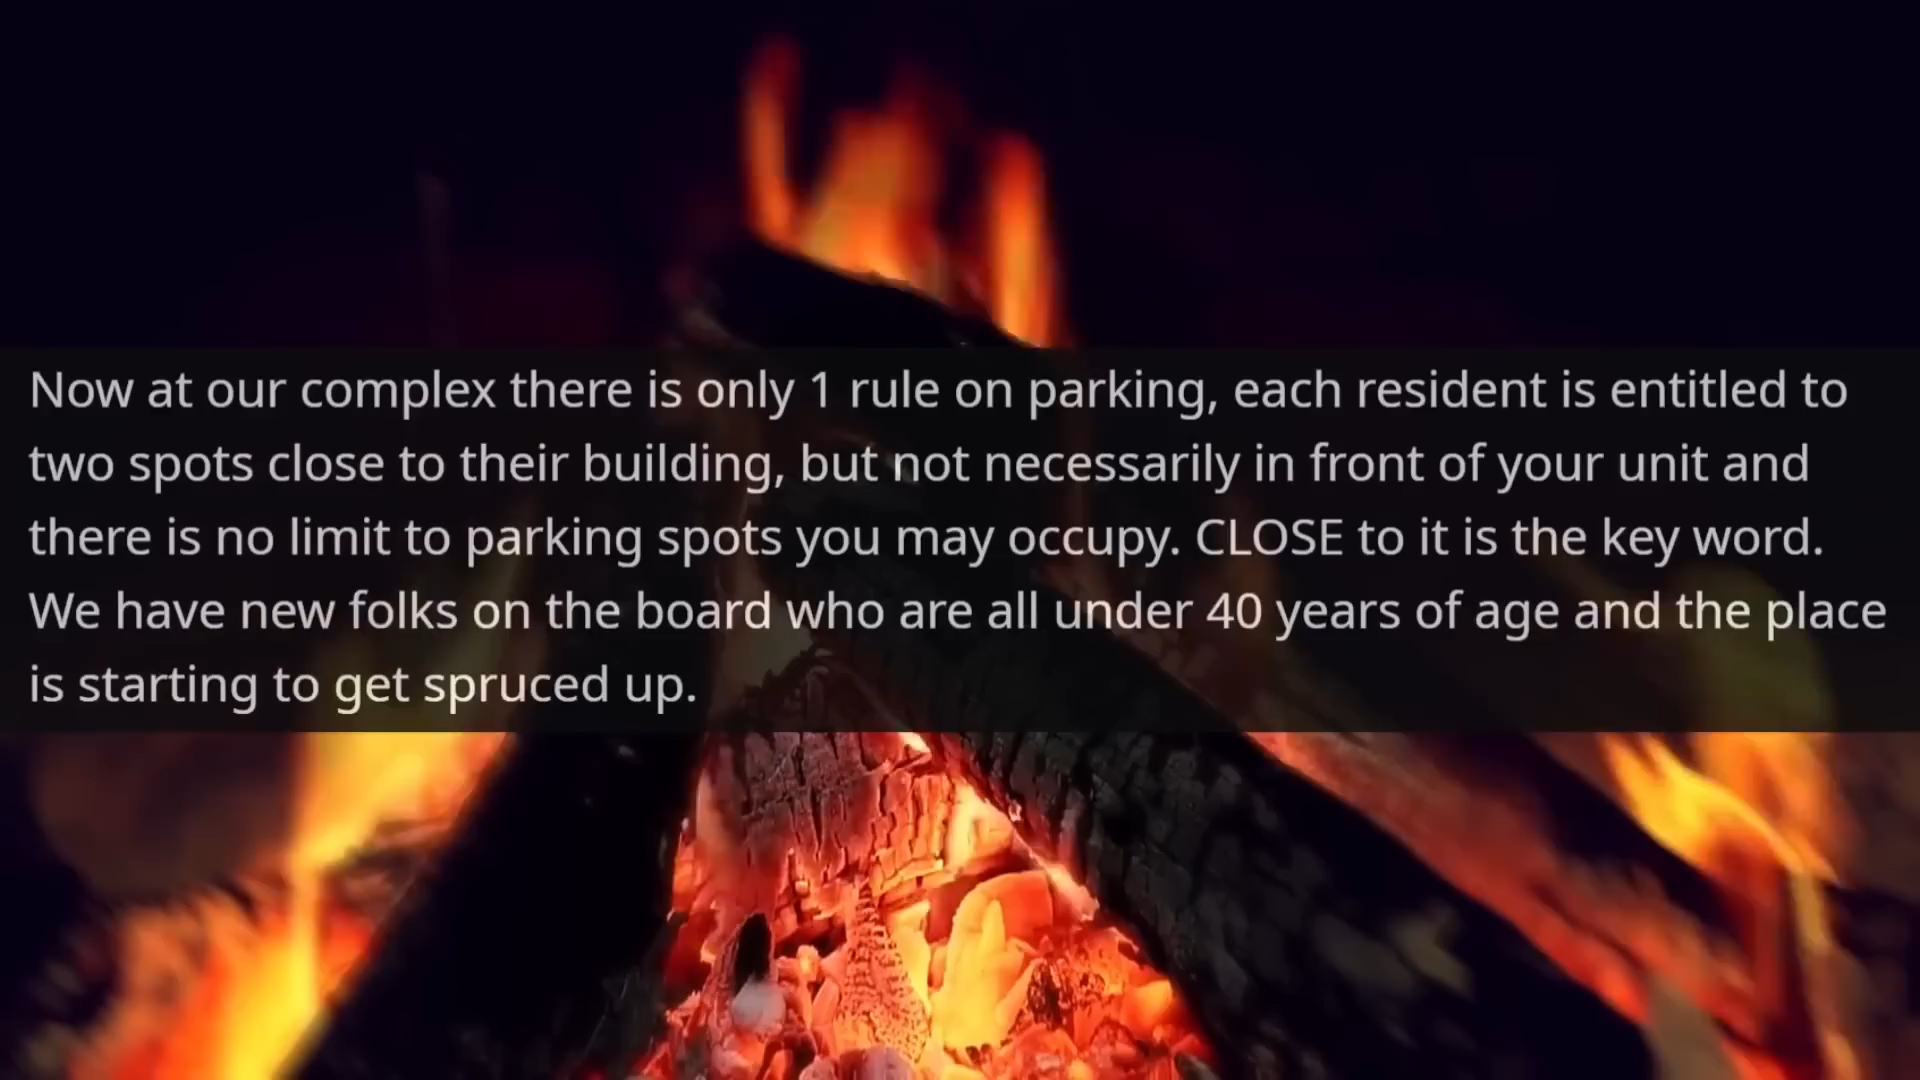 Now at our complex there is only 1 rule on parking, each resident is entitled to
two spots close to their building, but not necessarily in front of your unit and
there is no limit to parking spots you may occupy. CLOSE to it is the key word.
We have new folks on the board who are all under 40 years of age and the place
is starting to get spruced up.